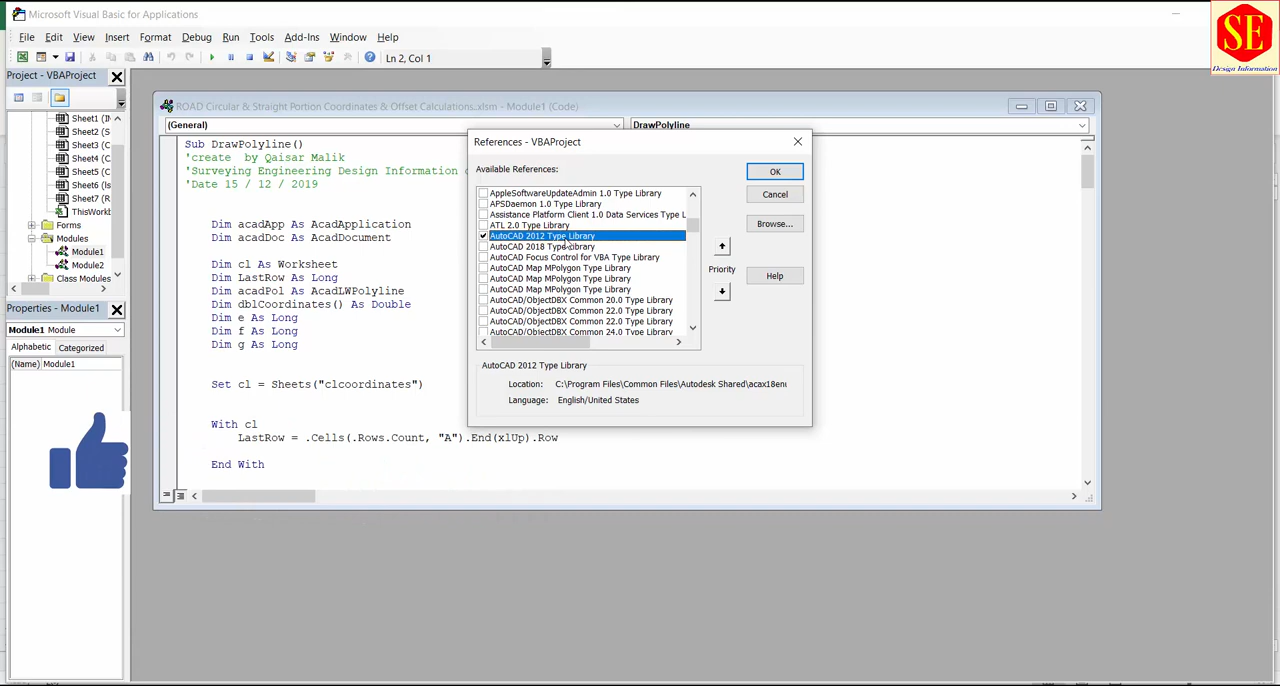 Microsoft Visual Basic for Applications
SE
Design Information
File Edit View Insert Format Debug Run Tools Add-Ins Window Help
Ln 2, Col 1
Project - VBAProject
Sheet1 (II
Sheet2 (S
Sheet3 (C
Sheet4 (C
Sheet5 (C
Sheet6 (Is
Sheet7 (R
ThisWorkb
Forms
Modules
Module1
Module2
Class Modules
Properties - Module1
Module1 Module
Alphabetic Categorized
(Name) Module1
ROAD Circular & Straight Portion Coordinates & Offset Calculations.xlsm - Module1 (Code)
(General)
DrawPolyline
Sub DrawPolyline()
'create by Qaisar Malik
'Surveying Engineering Design Information
'Date 15 / 12 / 2019
Dim acadApp As AcadApplication
Dim acadDoc As AcadDocument
Dim cl As Worksheet
Dim LastRow As Long
Dim acadPol As AcadLWPolyline
Dim dblCoordinates() As Double
Dim e As Long
Dim f As Long
Dim g As Long
Set cl = Sheets("clcoordinates")
With cl
LastRow = .Cells(.Rows.Count, "A").End(xlUp).Row
End With
References - VBAProject
Available References:
AppleSoftwareUpdateAdmin 1.0 Type Library
APSDaemon 1.0 Type Library
Assistance Platform Client 1.0 Data Services Type L
ATL 2.0 Type Library
AutoCAD 2012 Type Library
AutoCAD 2018 Type Library
AutoCAD Focus Control for VBA Type Library
AutoCAD Map MPolygon Type Library
AutoCAD Map MPolygon Type Library
AutoCAD Map MPolygon Type Library
AutoCAD/ObjectDBX Common 20.0 Type Library
AutoCAD/ObjectDBX Common 22.0 Type Library
AutoCAD/ObjectDBX Common 22.0 Type Library
AutoCAD/ObjectDBX Common 24.0 Type Library
OK
Cancel
Browse...
Priority
Help
AutoCAD 2012 Type Library
Location: C:\Program Files\Common Files\Autodesk Shared\acax18enu
Language: English/United States